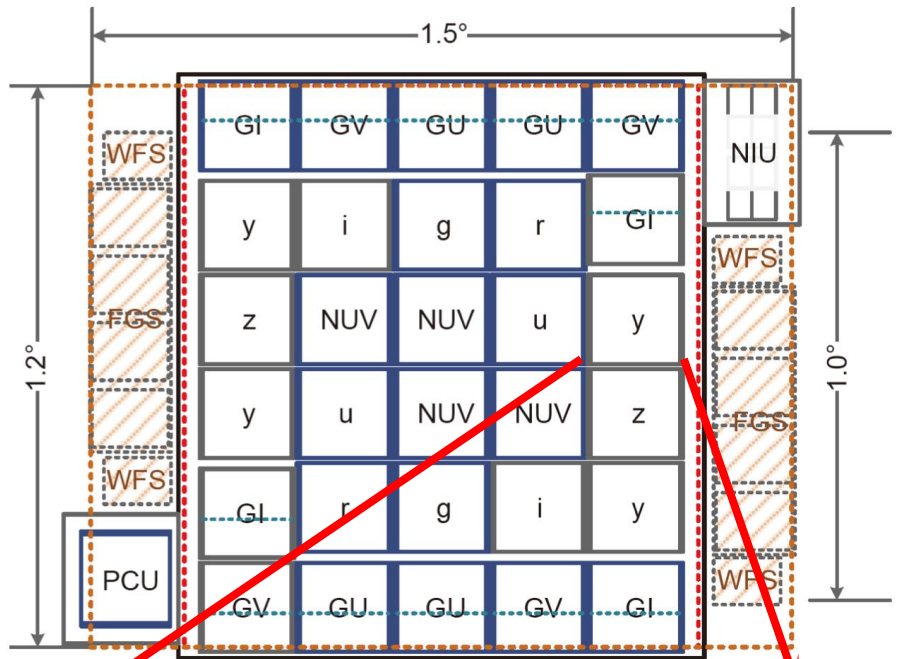 1.5°
GI GV GU GU GV
WFS NIU
y i g r GI
WFS
z NUV NUV u y
FGS
1.2° 1.0°
y u NUV NUV z
FGS
WFS
GI r g i y
PCU WFS
GV GU GU GV GI